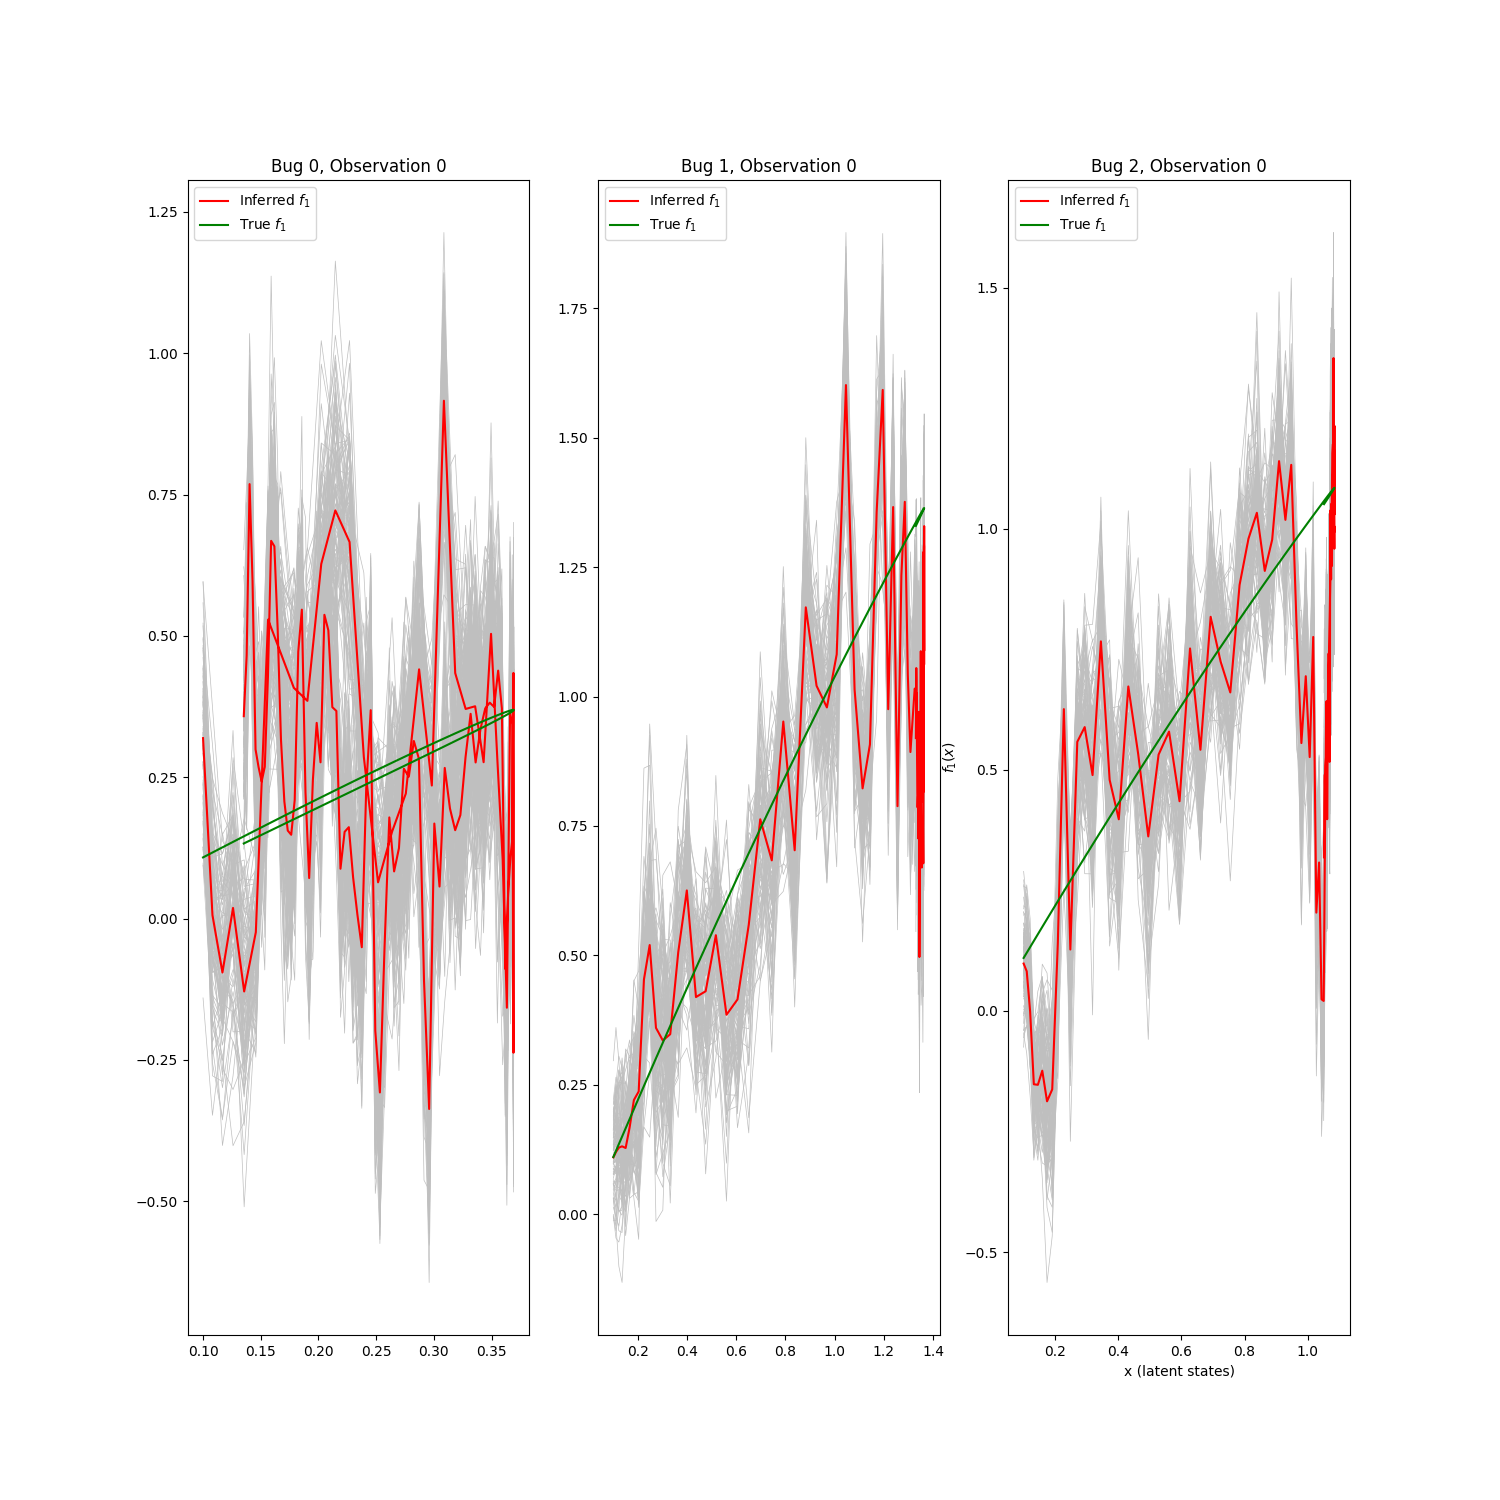 Bug 0, Observation 0
Inferred f₁
True f₁
1.25
1.00
0.75
0.50
0.25
0.00
−0.25
−0.50
0.10 0.15 0.20 0.25 0.30 0.35
Bug 1, Observation 0
Inferred f₁
True f₁
1.75
1.50
1.25
1.00
0.75
0.50
0.25
0.00
0.2 0.4 0.6 0.8 1.0 1.2 1.4
Bug 2, Observation 0
Inferred f₁
True f₁
f₁(x)
1.5
1.0
0.5
0.0
−0.5
0.2 0.4 0.6 0.8 1.0
x (latent states)